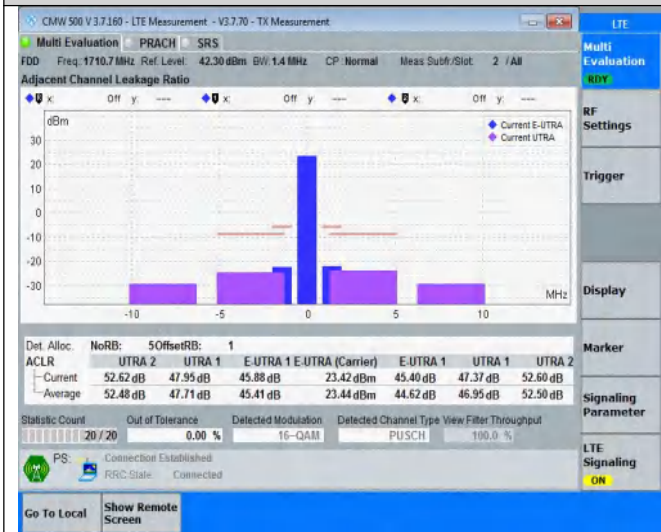 CMW 500 V 3.7.160 - LTE Measurement - V3.7.70 - TX Measurement
LTE
Multi Evaluation PRACH SRS
FDD Freq.: 1710.7 MHz Ref. Level: 42.30 dBm BW: 1.4 MHz CP: Normal Meas Subfr./Slot: 2 /All
Adjacent Channel Leakage Ratio
x: Off y: --- x: Off y: --- x: Off y: ---
dBm
Current E-UTRA
Current UTRA
30
20
10
0
-10
-20
-30
MHz
-10 -5 0 5 10
Det. Alloc. NoRB: 5OffsetRB: 1
ACLR UTRA 2 UTRA 1 E-UTRA 1 E-UTRA (Carrier) E-UTRA 1 UTRA 1 UTRA 2
Current 52.62 dB 47.95 dB 45.88 dB 23.42 dBm 45.40 dB 47.37 dB 52.60 dB
Average 52.48 dB 47.71 dB 45.41 dB 23.44 dBm 44.62 dB 46.95 dB 52.50 dB
Statistic Count Out of Tolerance Detected Modulation Detected Channel Type View Filter Throughput
20 / 20 0.00 % 16-QAM PUSCH 100.0 %
PS: Connection Established
RRC State: Connected
Multi
Evaluation
RDY
RF
Settings
Trigger
Display
Marker
Signaling
Parameter
LTE
Signaling
ON
Go To Local
Show Remote
Screen